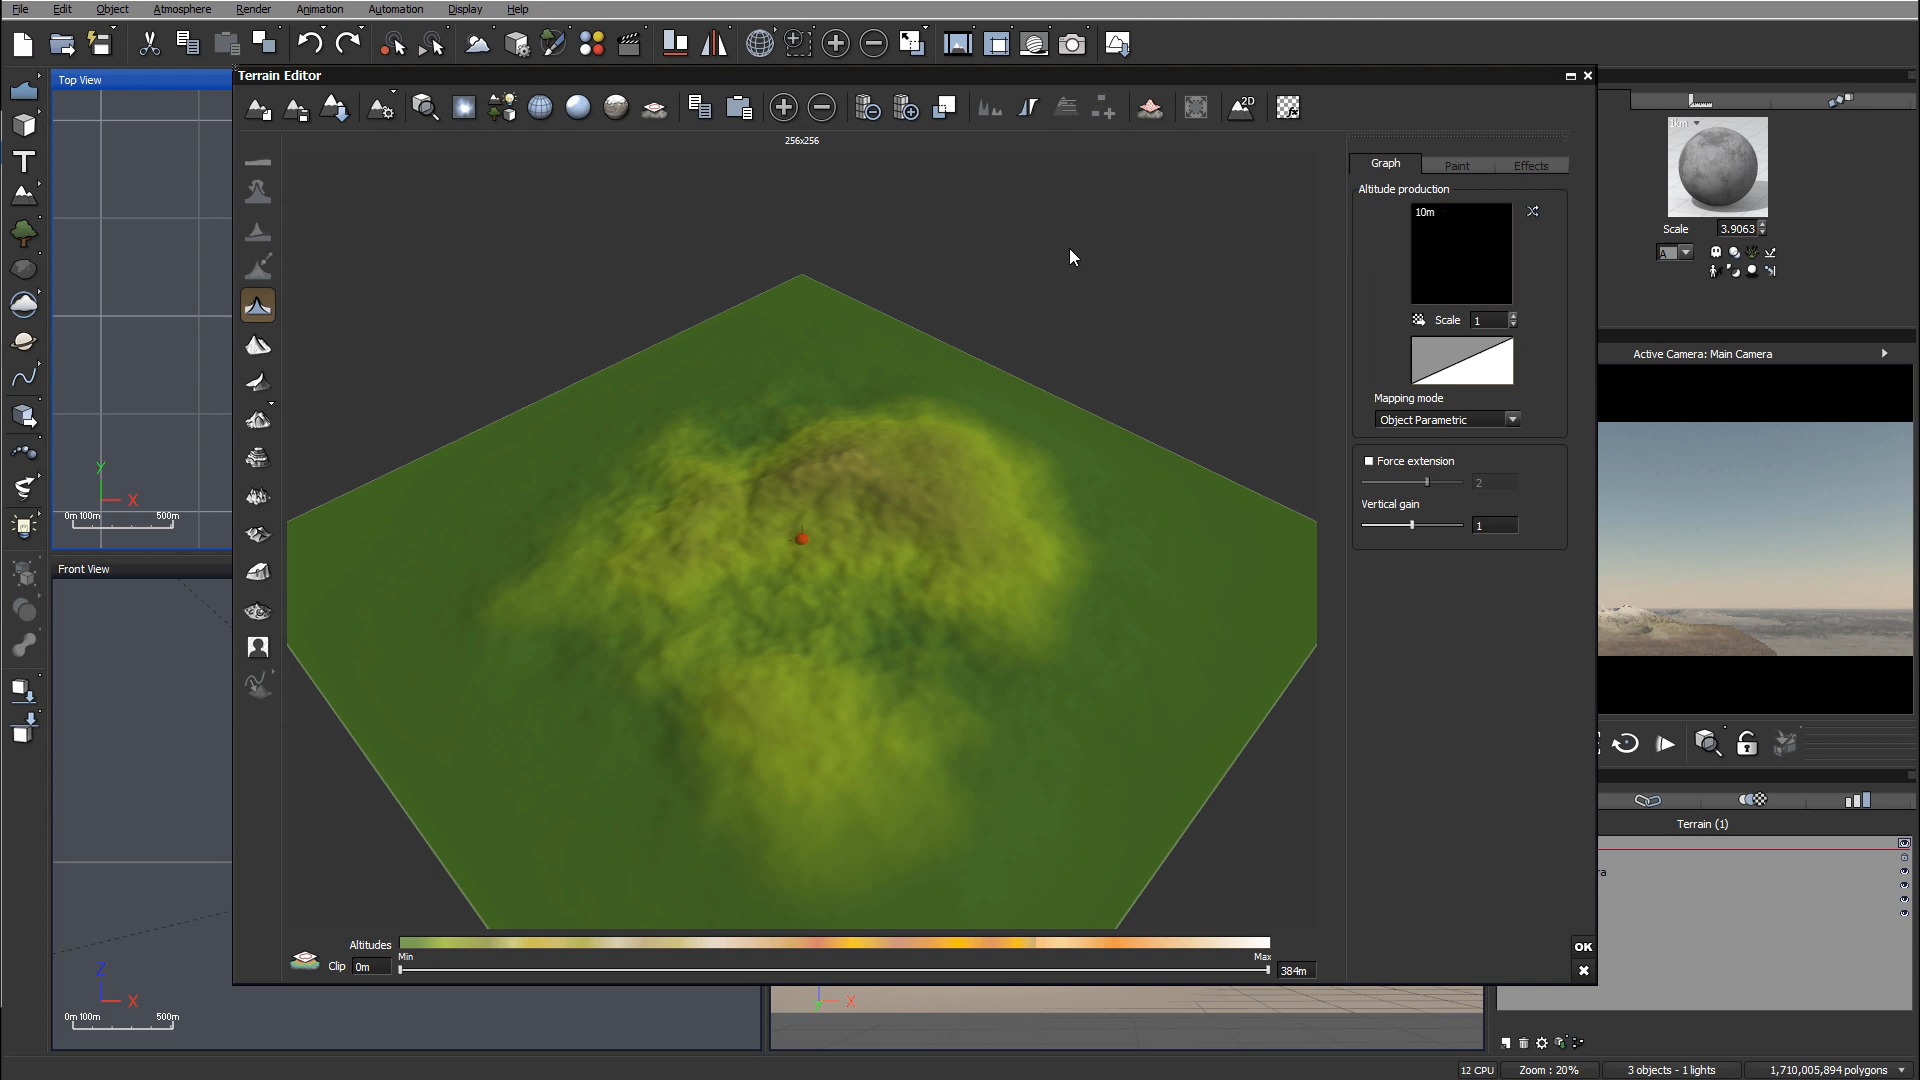 File Edit Object Atmosphere Render Animation Automation Display Help
Top View
Terrain Editor
2D
256x256
Graph Paint Effects
Altitude production
10m
Scale 1
Mapping mode
Object Parametric
Force extension
2
Vertical gain
1
1km
Scale 3.9063
A
Active Camera: Main Camera
Y
X
0m 100m 500m
Front View
Z
X
0m 100m 500m
Terrain (1)
ra
Altitudes
Min Max
Clip 0m 384m
OK
X
12 CPU Zoom : 20% 3 objects - 1 lights 1,710,005,894 polygons